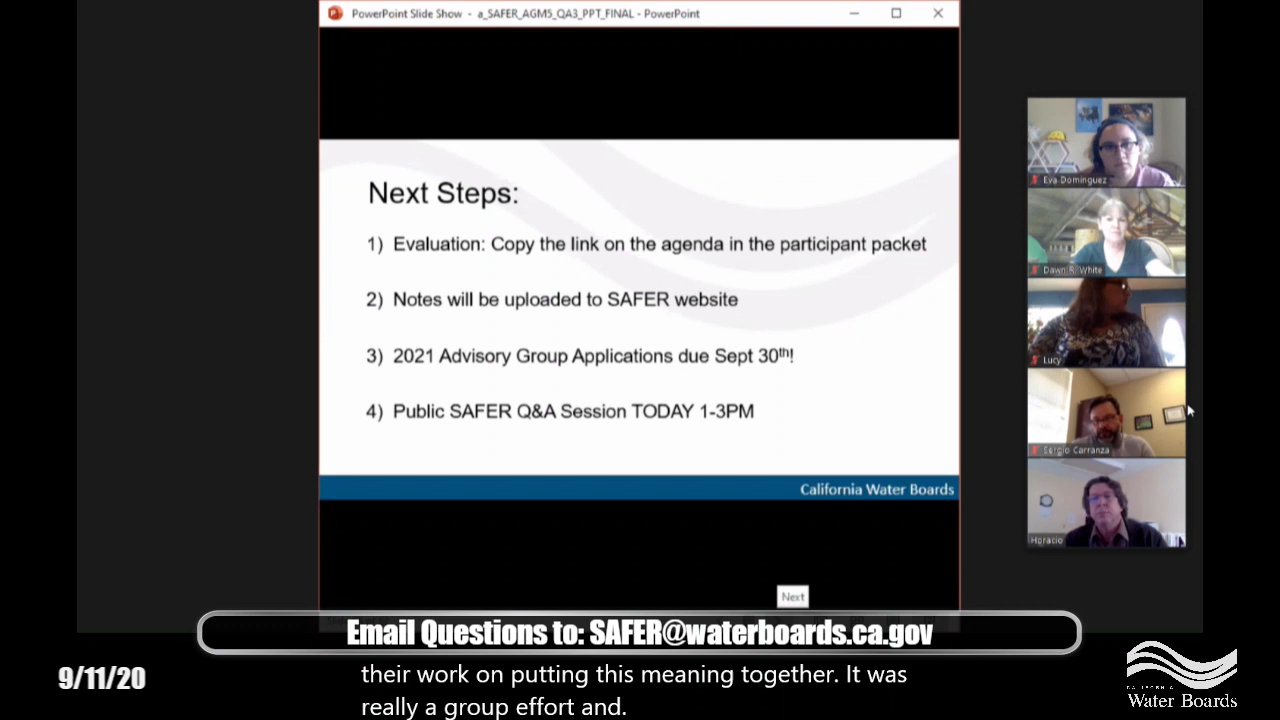 PowerPoint Slide Show - a_SAFER_AGM5_QA3_PPT_FINAL - PowerPoint
Next Steps:
1) Evaluation: Copy the link on the agenda in the participant packet
2) Notes will be uploaded to SAFER website
3) 2021 Advisory Group Applications due Sept 30th!
4) Public SAFER Q&A Session TODAY 1-3PM
California Water Boards
Eva Dominguez
Dawn R. White
Lucy
Sergio Carranza
Horacio
Next
Email Questions to: SAFER@waterboards.ca.gov
9/11/20
their work on putting this meaning together. It was
really a group effort and.
CALIFORNIA
Water Boards